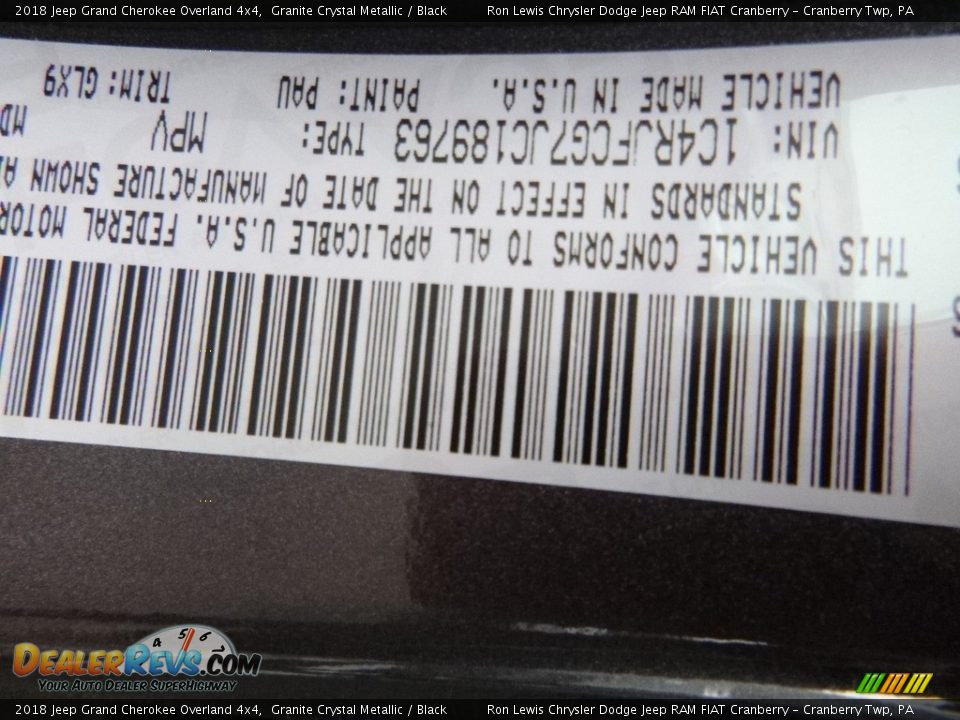 2018 Jeep Grand Cherokee Overland 4x4, Granite Crystal Metallic / Black Ron Lewis Chrysler Dodge Jeep RAM FIAT Cranberry - Cranberry Twp, PA
THIS VEHICLE CONFORMS TO ALL APPLICABLE U.S.A. FEDERAL MOTOR
STANDARDS IN EFFECT ON THE DATE OF MANUFACTURE SHOWN
VIN: 1C4RJFCG7JC189763 TYPE: MPV MD
VEHICLE MADE IN U.S.A. PAINT: PAU TRIM: GLX9
4 5 6
DEALERREVS.COM
Your Auto Dealer SuperHighway
2018 Jeep Grand Cherokee Overland 4x4, Granite Crystal Metallic / Black Ron Lewis Chrysler Dodge Jeep RAM FIAT Cranberry - Cranberry Twp, PA